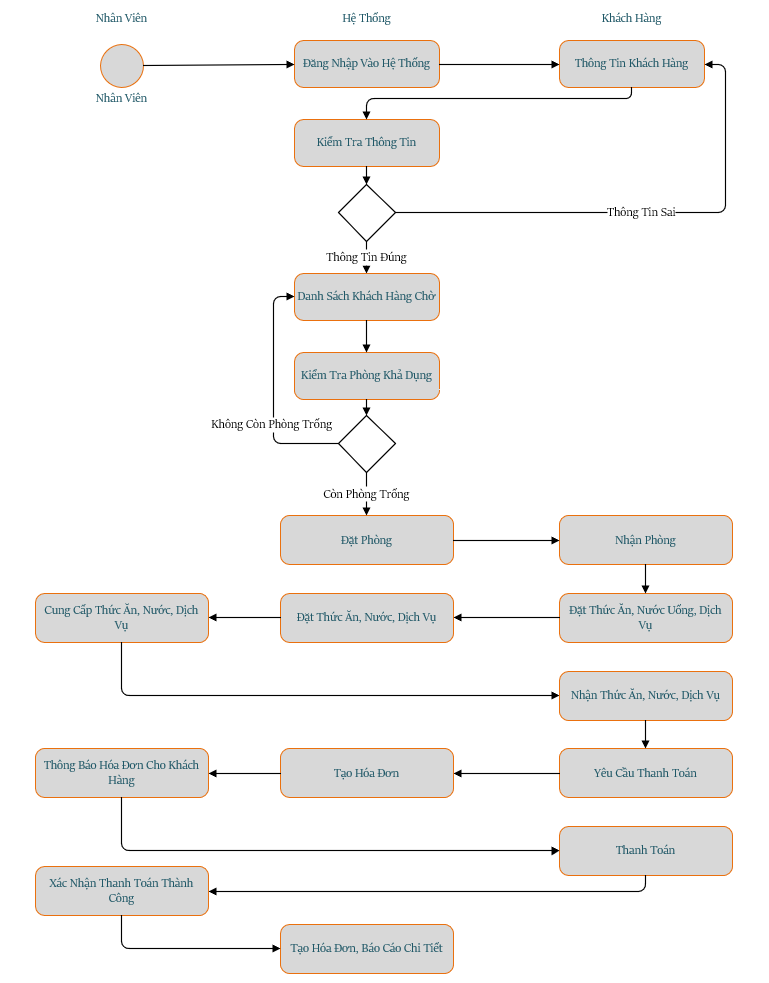 Nhân Viên
Hệ Thống
Khách Hàng
Đăng Nhập Vào Hệ Thống
Thông Tin Khách Hàng
Nhân Viên
Kiểm Tra Thông Tin
Thông Tin Sai
Thông Tin Đúng
Danh Sách Khách Hàng Chờ
Kiểm Tra Phòng Khả Dụng
Không Còn Phòng Trống
Còn Phòng Trống
Đặt Phòng
Nhận Phòng
Cung Cấp Thức Ăn, Nước, Dịch
Vụ
Đặt Thức Ăn, Nước, Dịch Vụ
Đặt Thức Ăn, Nước Uống, Dịch
Vụ
Nhận Thức Ăn, Nước, Dịch Vụ
Thông Báo Hóa Đơn Cho Khách
Hàng
Tạo Hóa Đơn
Yêu Cầu Thanh Toán
Thanh Toán
Xác Nhận Thanh Toán Thành
Công
Tạo Hóa Đơn, Báo Cáo Chi Tiết